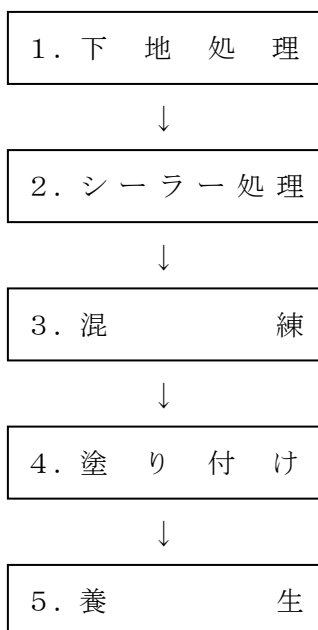 1. 下地処理
↓
2. シーラー処理
↓
3. 混練
↓
4. 塗り付け
↓
5. 養生